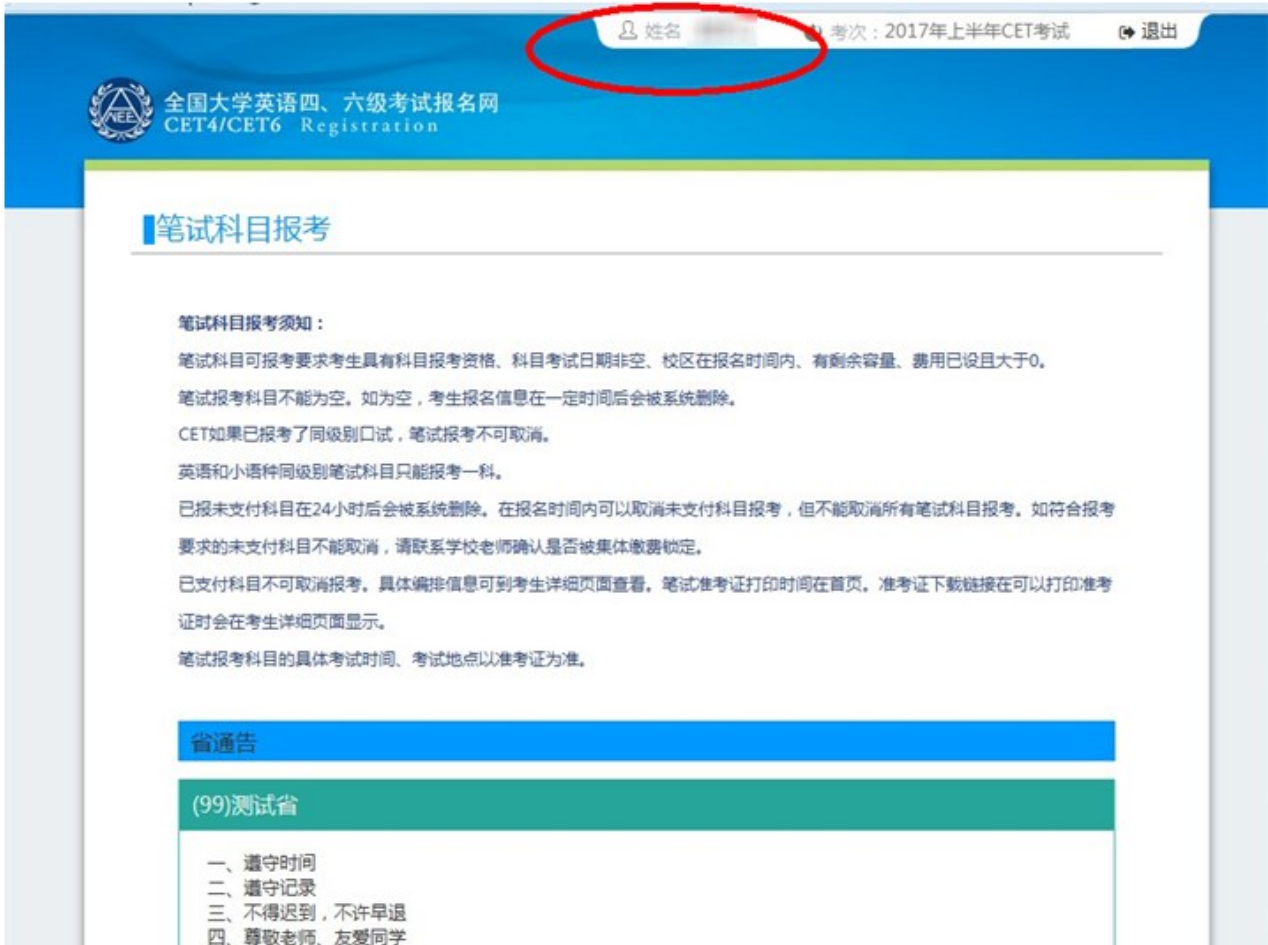 姓名
考次：2017年上半年CET考试
退出
NEE
全国大学英语四、六级考试报名网
CET4/CET6 Registration
笔试科目报考
笔试科目报考须知：
笔试科目可报考要求考生具有科目报考资格、科目考试日期非空、校区在报名时间内、有剩余容量、费用已设且大于0。
笔试报考科目不能为空。如为空，考生报名信息在一定时间后会被系统删除。
CET如果已报考了同级别口试，笔试报考不可取消。
英语和小语种同级别笔试科目只能报考一科。
已报未支付科目在24小时后会被系统删除。在报名时间内可以取消未支付科目报考，但不能取消所有笔试科目报考。如符合报考
要求的未支付科目不能取消，请联系学校老师确认是否被集体缴费锁定。
已支付科目不可取消报考。具体编排信息可到考生详细页面查看。笔试准考证打印时间在首页。准考证下载链接在可以打印准考
证时会在考生详细页面显示。
笔试报考科目的具体考试时间、考试地点以准考证为准。
省通告
(99)测试省
一、遵守时间
二、遵守记录
三、不得迟到，不许早退
四、尊敬老师、友爱同学